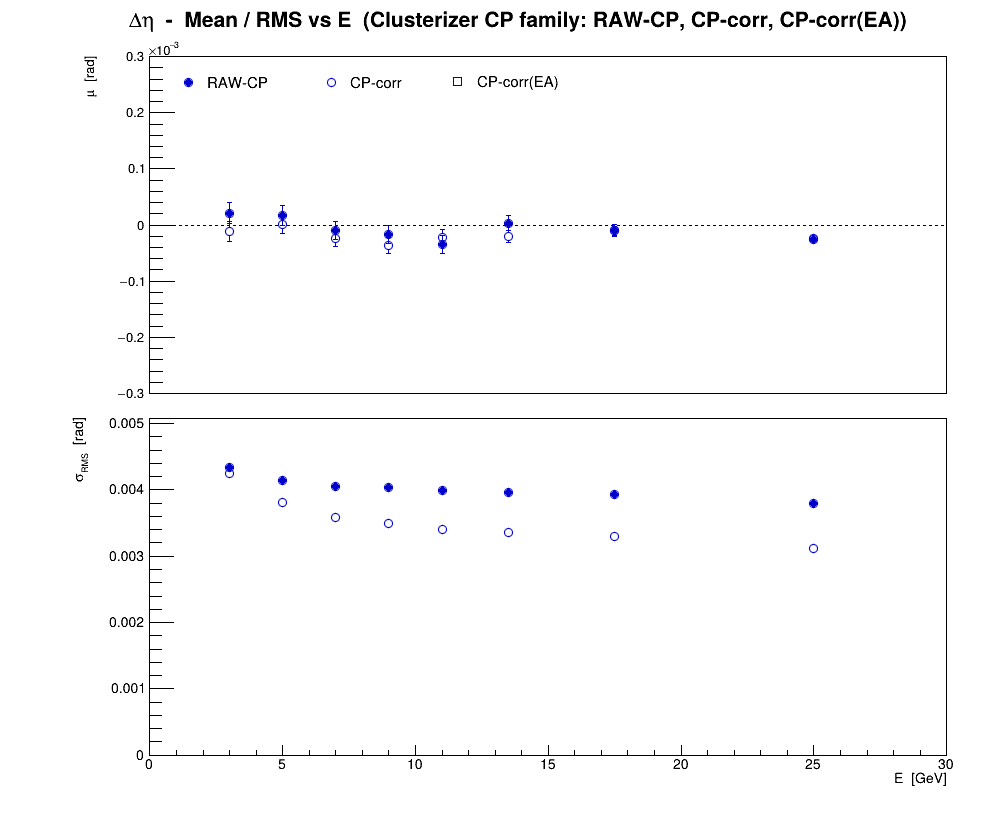 Δη - Mean / RMS vs E (Clusterizer CP family: RAW-CP, CP-corr, CP-corr(EA))
×10⁻³
μ [rad]
0.3
0.2
0.1
0
−0.1
−0.2
−0.3
RAW-CP
CP-corr
CP-corr(EA)
σRMS [rad]
0.005
0.004
0.003
0.002
0.001
0
0 5 10 15 20 25 30
E [GeV]